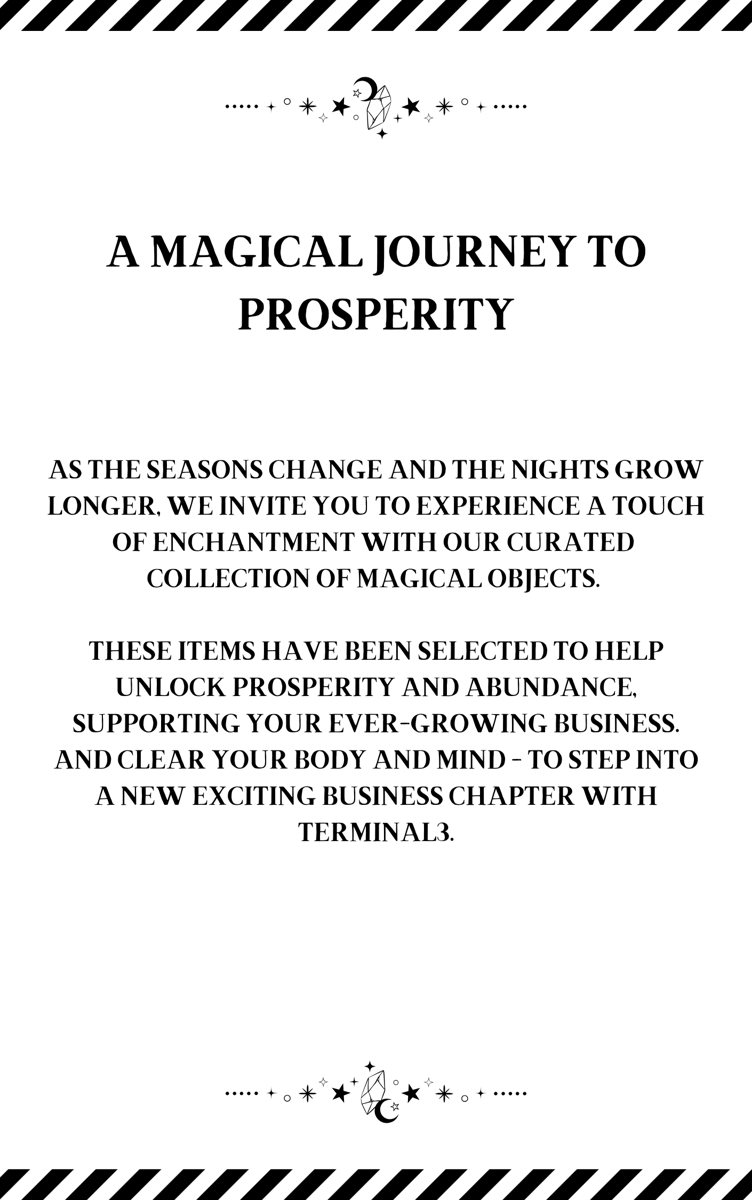 A MAGICAL JOURNEY TO
PROSPERITY
AS THE SEASONS CHANGE AND THE NIGHTS GROW
LONGER, WE INVITE YOU TO EXPERIENCE A TOUCH
OF ENCHANTMENT WITH OUR CURATED
COLLECTION OF MAGICAL OBJECTS.
THESE ITEMS HAVE BEEN SELECTED TO HELP
UNLOCK PROSPERITY AND ABUNDANCE,
SUPPORTING YOUR EVER-GROWING BUSINESS.
AND CLEAR YOUR BODY AND MIND - TO STEP INTO
A NEW EXCITING BUSINESS CHAPTER WITH
TERMINAL3.